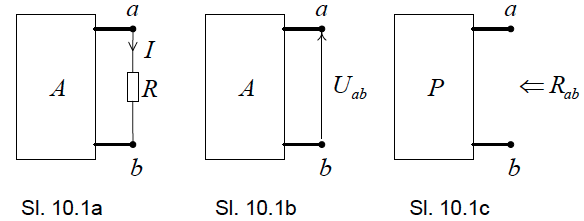 a a a
I
A R A U_ab P ⇐ R_ab
b b b
Sl. 10.1a Sl. 10.1b Sl. 10.1c